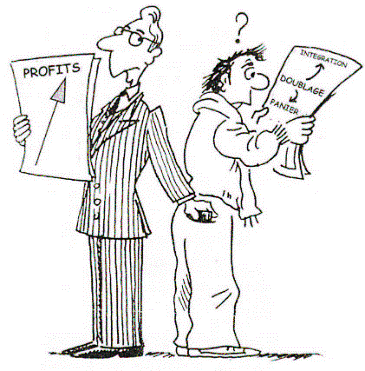 PROFITS
?
INTEGRATION
DOUBLAGE
PANIER